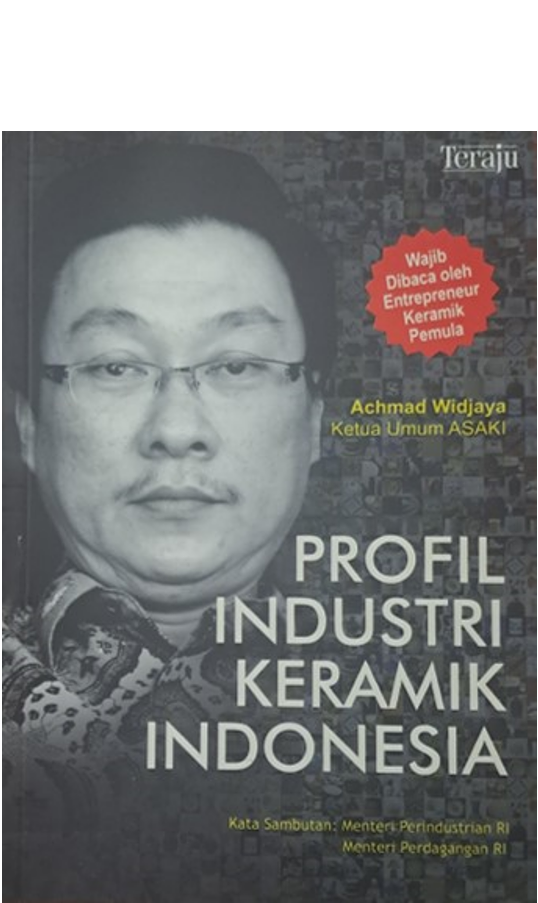 Teraju
Wajib
Dibaca oleh
Entrepreneur
Keramik
Pemula
Achmad Widjaya
Ketua Umum ASAKI
PROFIL
INDUSTRI
KERAMIK
INDONESIA
Kata Sambutan: Menteri Perindustrian RI
Menteri Perdagangan RI